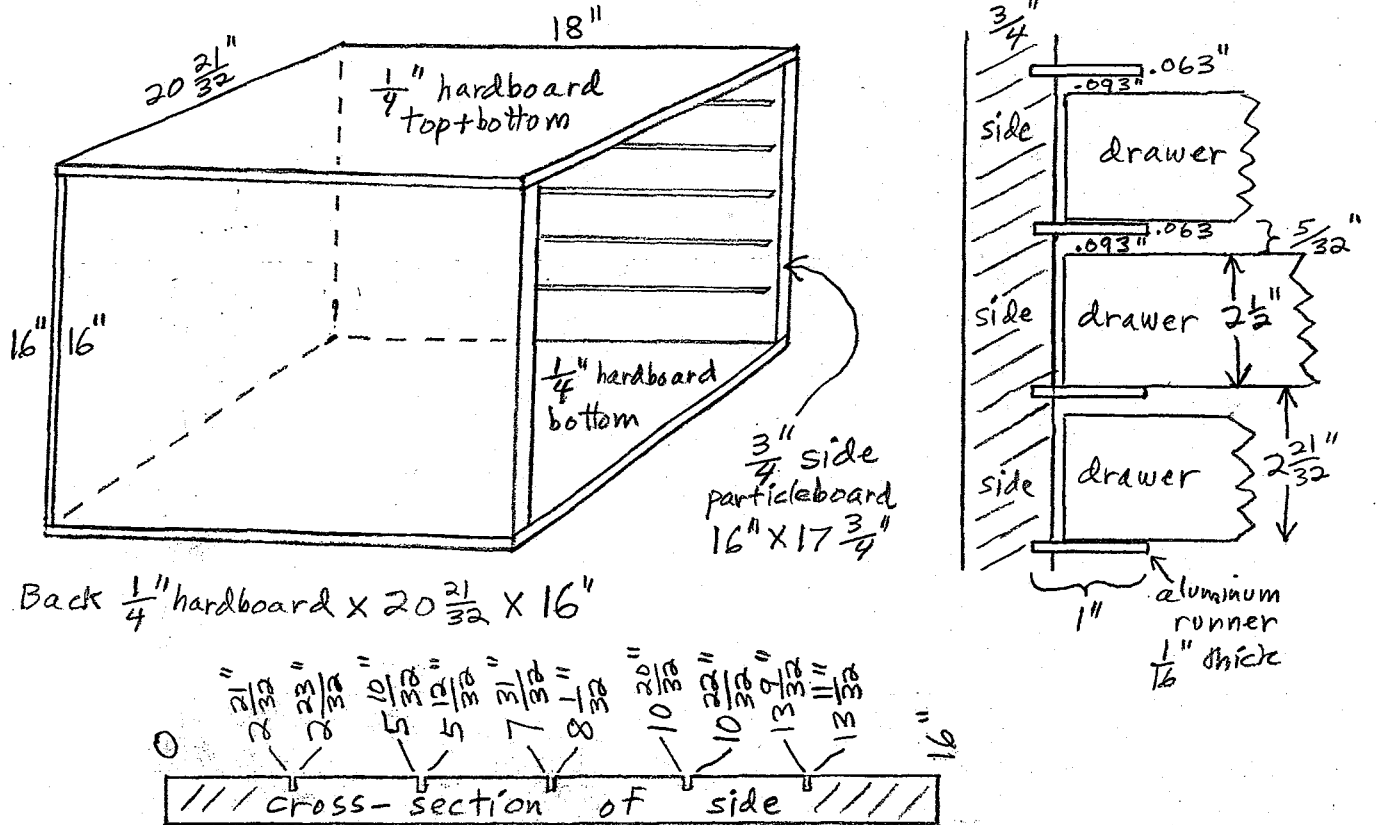 18"
20 21/32"
1/4" hardboard
top+bottom
16"
16"
1/4" hardboard
bottom
3/4" side
particleboard
16" X 17 3/4"
Back 1/4" hardboard X 20 21/32 X 16"
3/4"
.063"
.093"
side
drawer
.063
.093"
5/32"
side
drawer
2 1/2"
side
drawer
2 21/32"
1"
aluminum
runner
1/16" thick
0
2 21/32"
2 23/32"
5 10/32"
5 12/32"
7 31/32"
8 1/32"
10 20/32"
10 22/32"
13 9/32"
13 11/32"
16"
cross-section of side